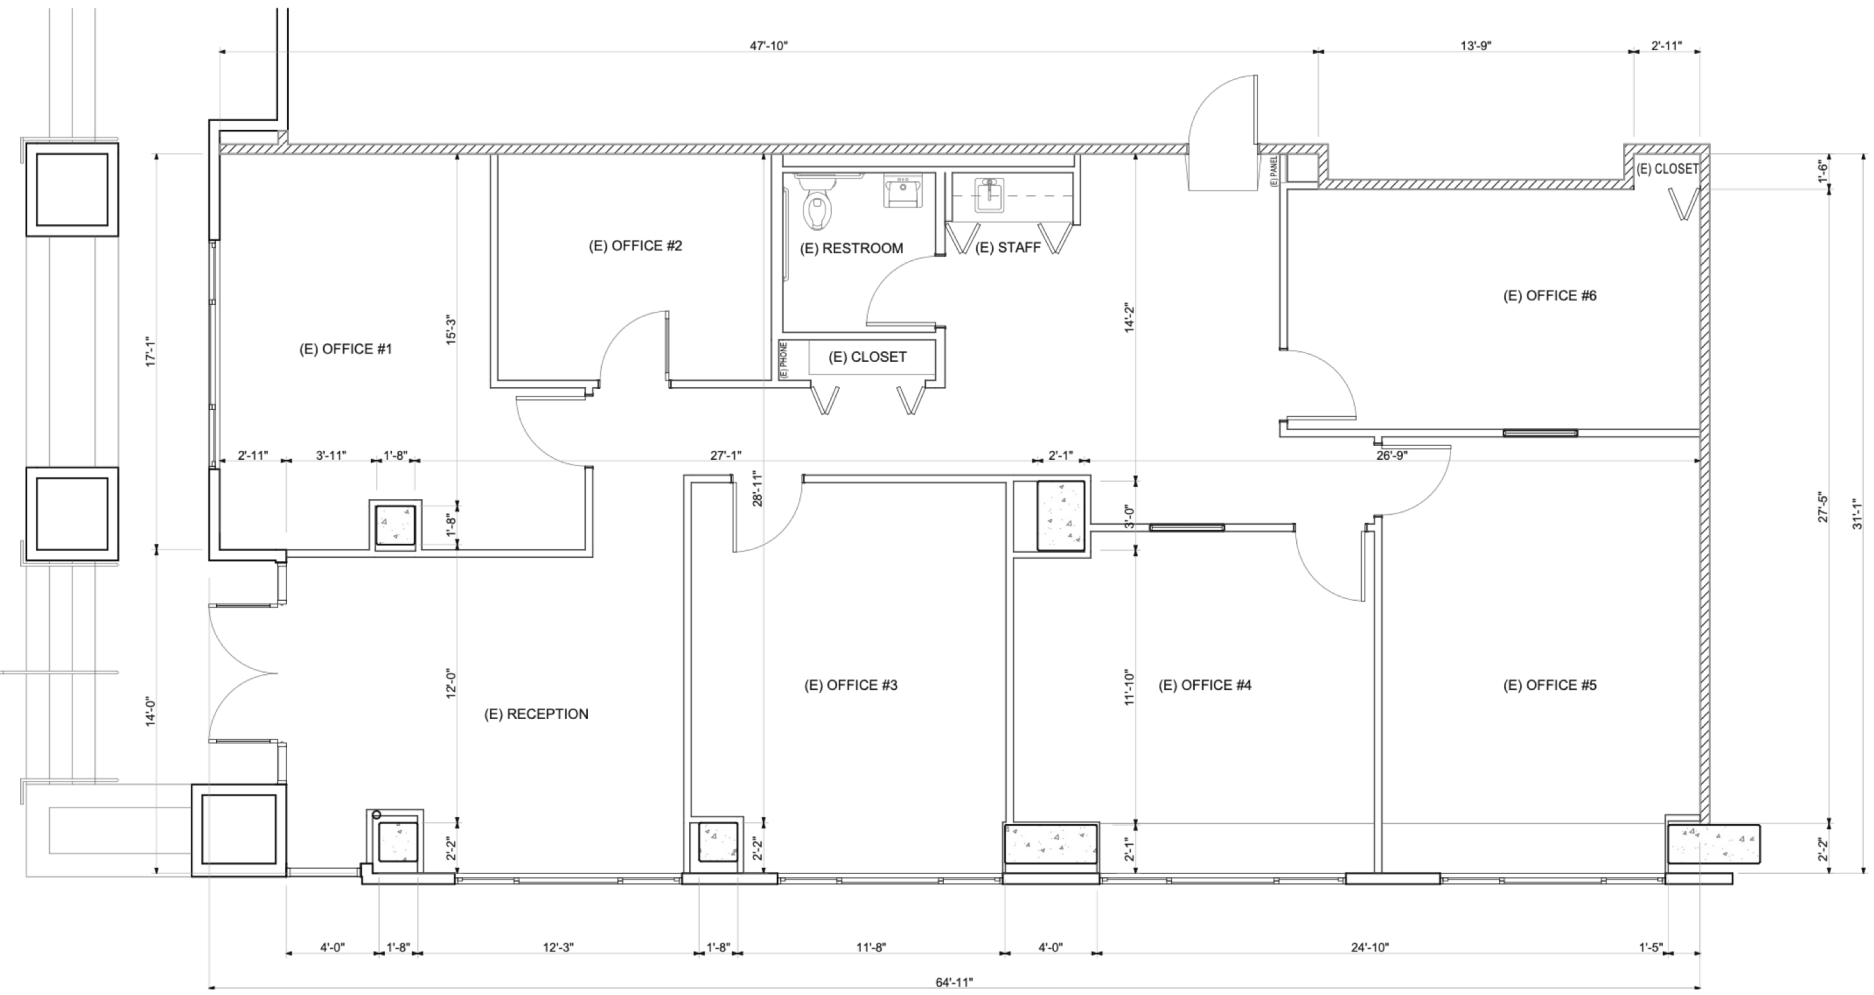 47'-10"
13'-9"
2'-11"
(E) PANEL
(E) CLOSET
1'-6"
(E) OFFICE #2
(E) RESTROOM
(E) STAFF
(E) OFFICE #6
15'-3"
14'-2"
17'-1"
(E) OFFICE #1
(E) PHONE
(E) CLOSET
2'-11"
3'-11"
1'-8"
27'-1"
2'-1"
26'-9"
28'-11"
1'-8"
3'-0"
27'-5"
31'-1"
12'-0"
14'-0"
(E) RECEPTION
(E) OFFICE #3
11'-10"
(E) OFFICE #4
(E) OFFICE #5
2'-2"
2'-2"
2'-1"
2'-2"
4'-0"
1'-8"
12'-3"
1'-8"
11'-8"
4'-0"
24'-10"
1'-5"
64'-11"